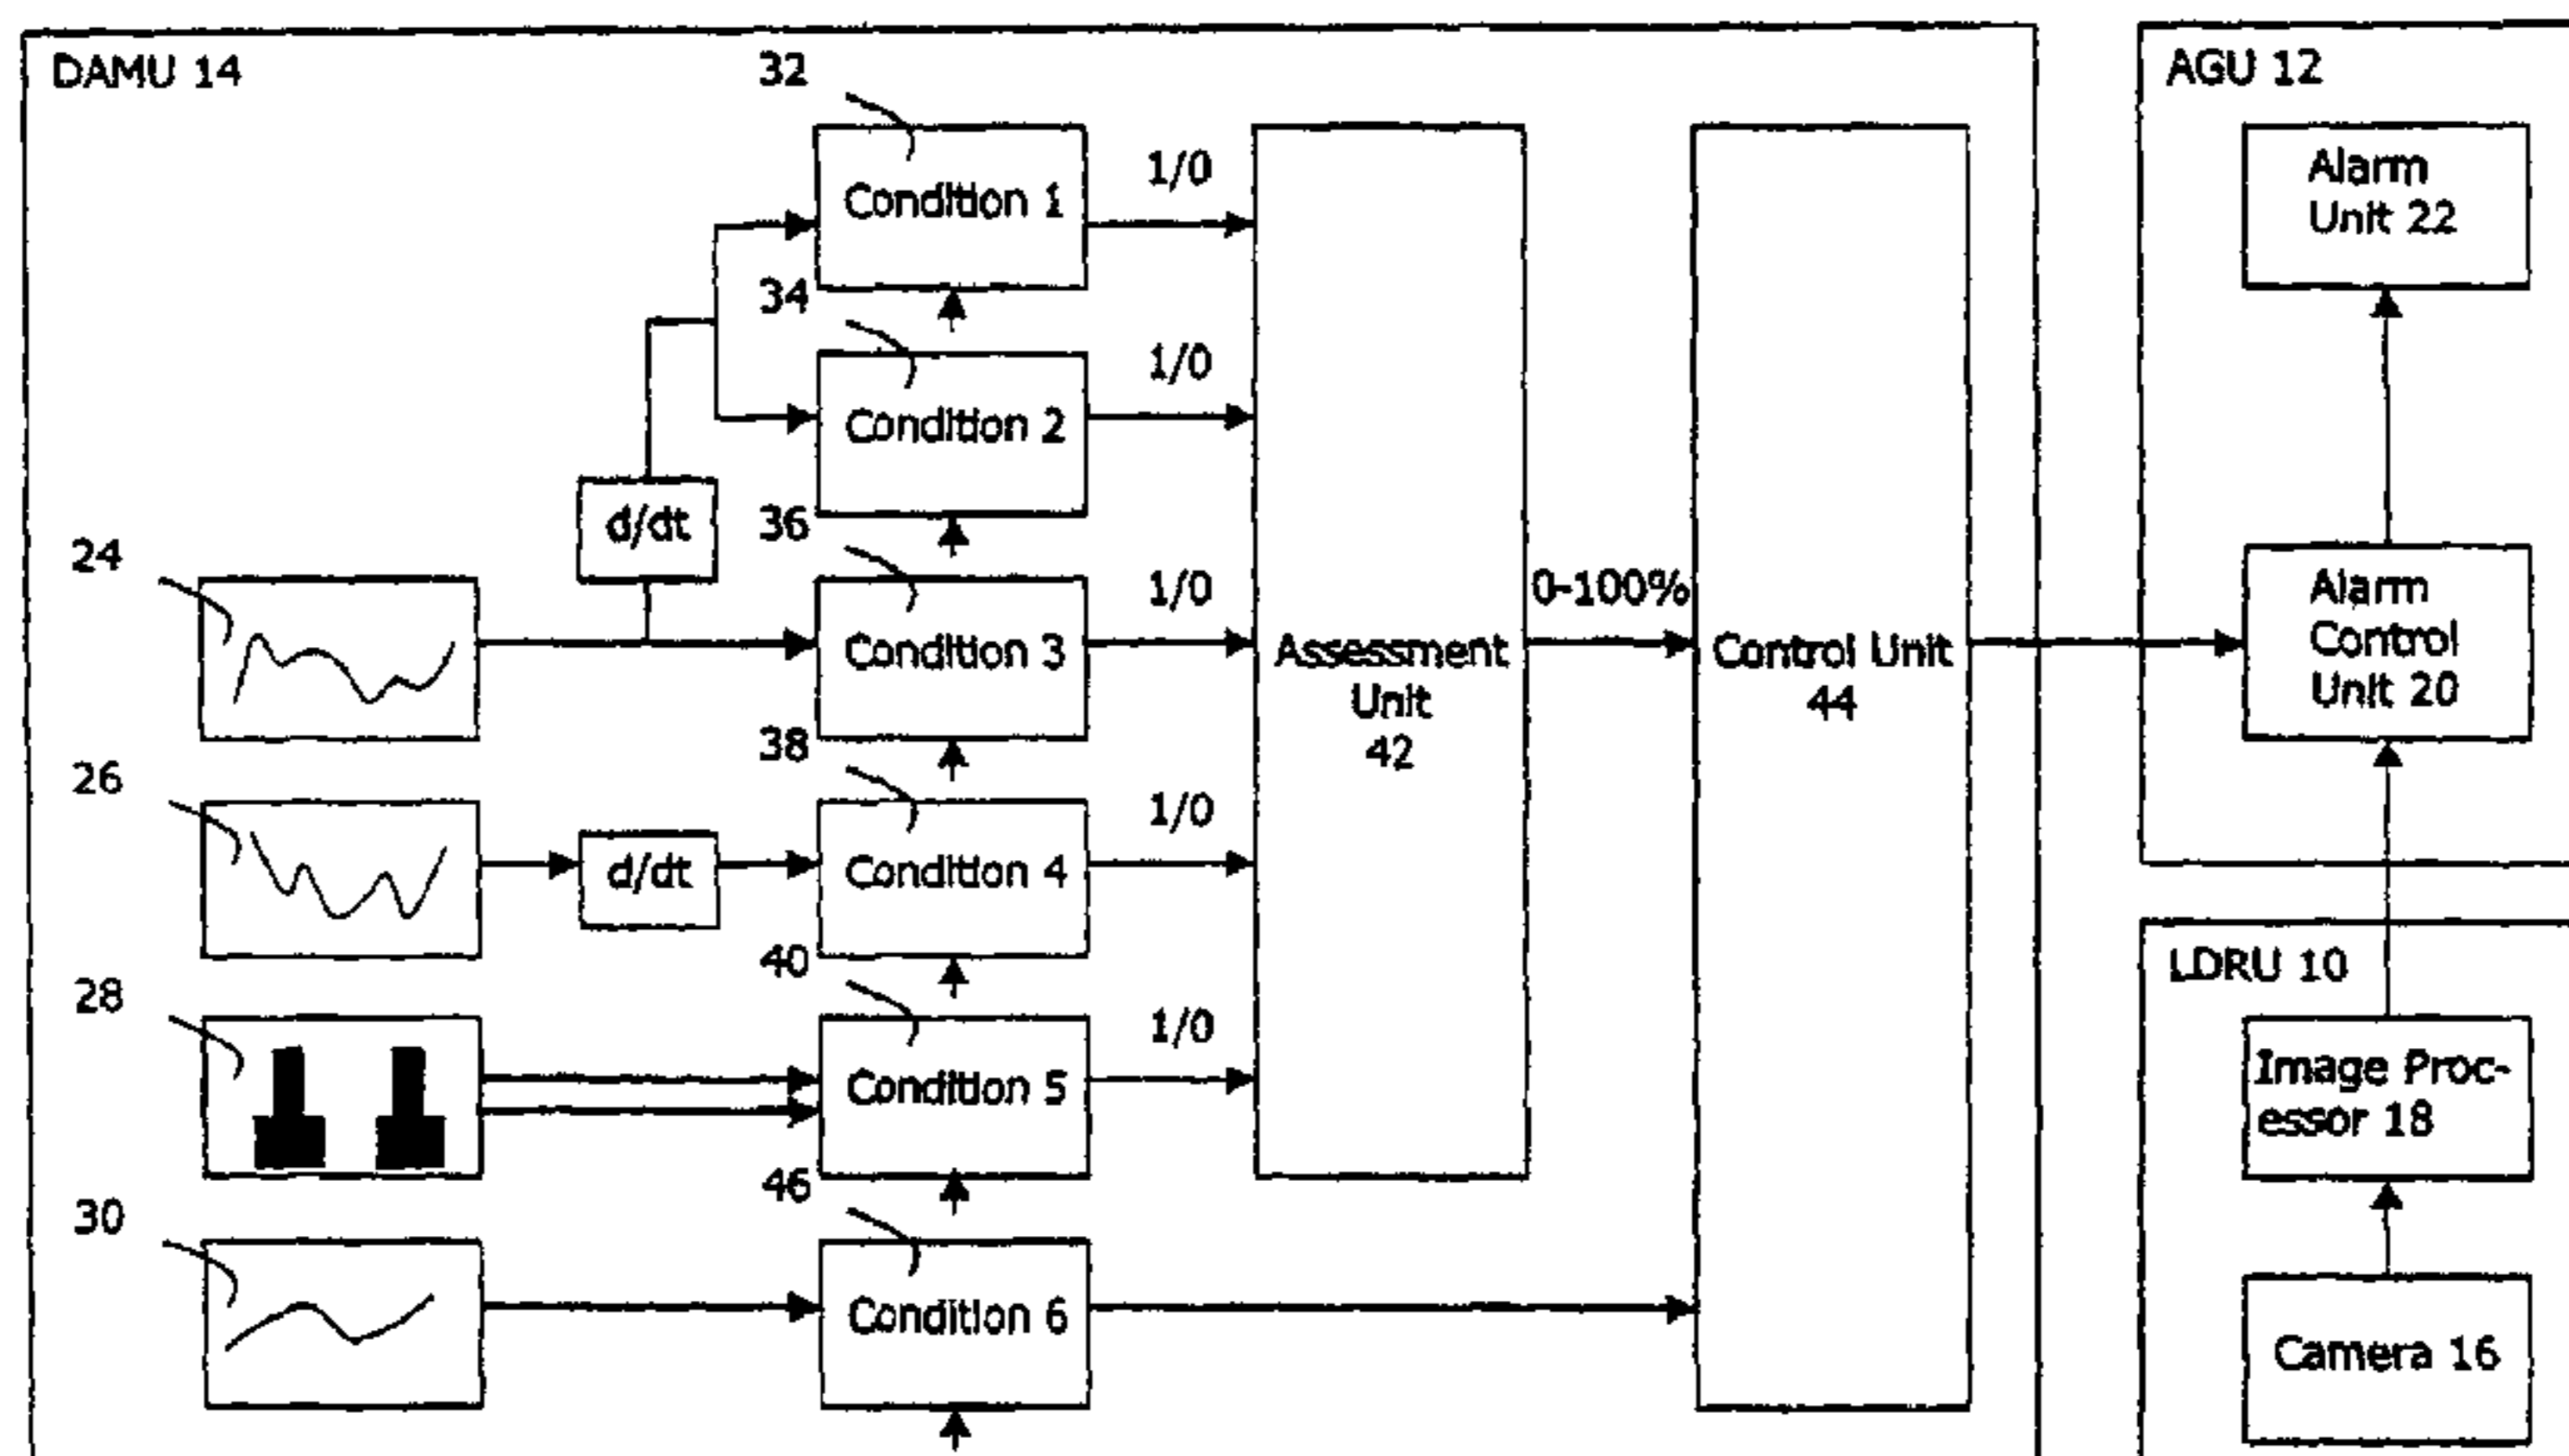 DAMU 14
32
Condition 1
1/0
34
Condition 2
1/0
d/dt
36
24
Condition 3
1/0
Assessment
Unit
42
0-100%
Control Unit
44
38
26
d/dt
Condition 4
1/0
40
28
Condition 5
1/0
46
30
Condition 6
AGU 12
Alarm
Unit 22
Alarm
Control
Unit 20
LDRU 10
Image Proc-
essor 18
Camera 16